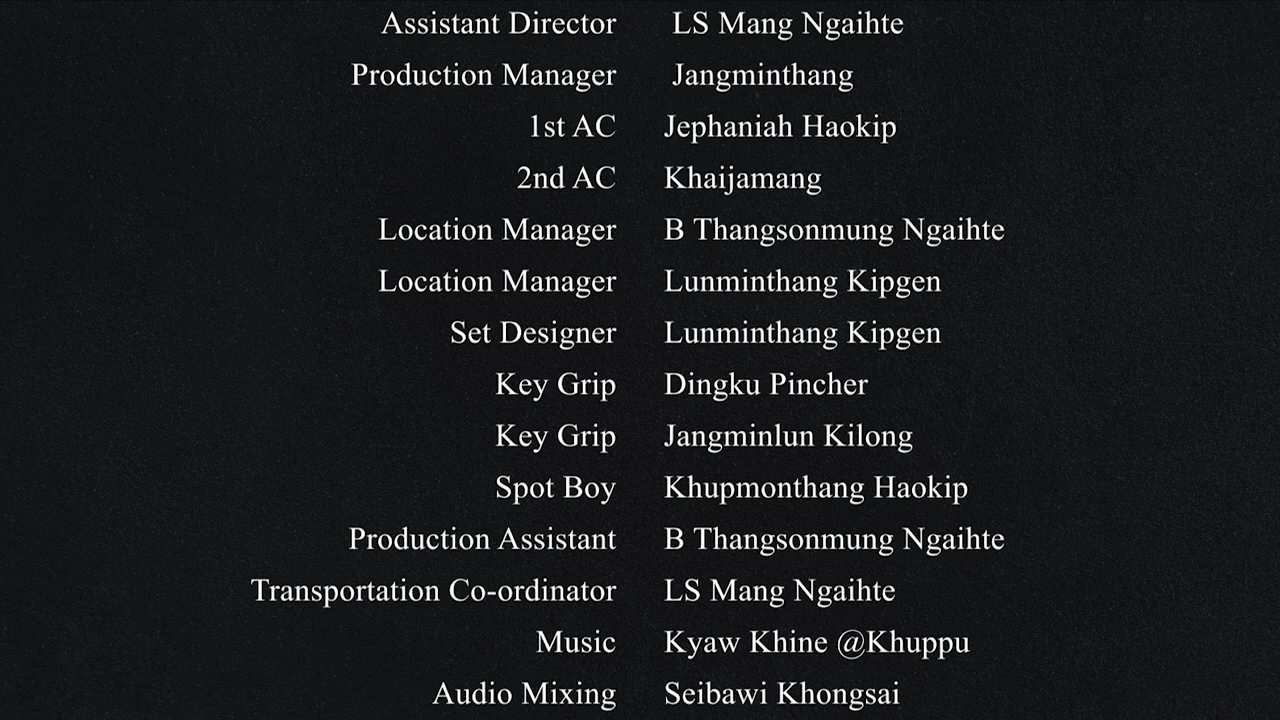 Assistant Director LS Mang Ngaihte
Production Manager Jangminthang
1st AC Jephaniah Haokip
2nd AC Khaijamang
Location Manager B Thangsonmung Ngaihte
Location Manager Lunminthang Kipgen
Set Designer Lunminthang Kipgen
Key Grip Dingku Pincher
Key Grip Jangminlun Kilong
Spot Boy Khupmonthang Haokip
Production Assistant B Thangsonmung Ngaihte
Transportation Co-ordinator LS Mang Ngaihte
Music Kyaw Khine @Khuppu
Audio Mixing Seibawi Khongsai